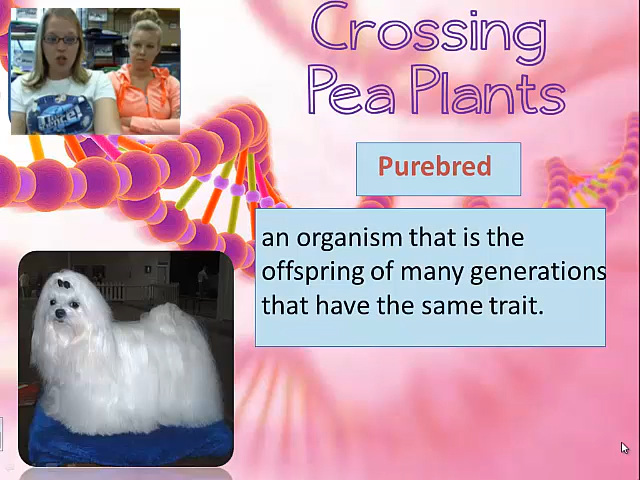 Crossing
Pea Plants
Purebred
an organism that is the
offspring of many generations
that have the same trait.